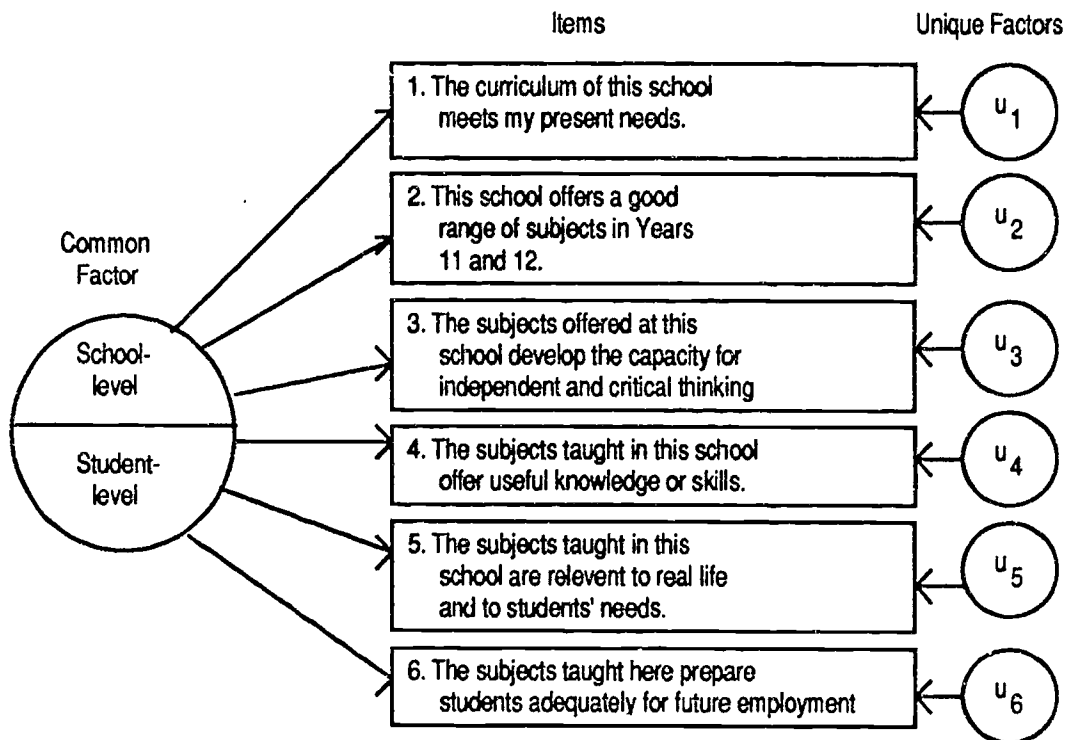 Items
Unique Factors
Common
Factor
School-
level
Student-
level
1. The curriculum of this school
meets my present needs.
u1
2. This school offers a good
range of subjects in Years
11 and 12.
u2
3. The subjects offered at this
school develop the capacity for
independent and critical thinking
u3
4. The subjects taught in this school
offer useful knowledge or skills.
u4
5. The subjects taught in this
school are relevent to real life
and to students' needs.
u5
6. The subjects taught here prepare
students adequately for future employment
u6